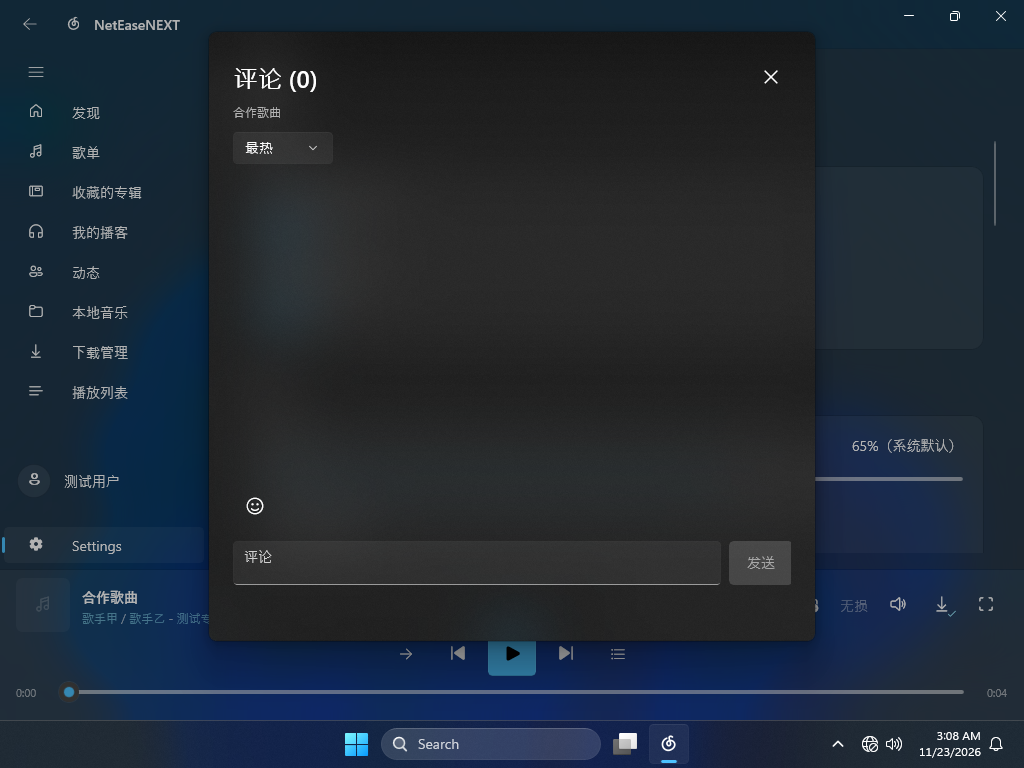 NetEaseNEXT
发现
歌单
收藏的专辑
我的播客
动态
本地音乐
下载管理
播放列表
测试用户
Settings
评论 (0)
合作歌曲
最热
评论
发送
65%（系统默认）
合作歌曲
歌手甲 / 歌手乙 - 测试专
无损
0:00
0:04
Search
3:08 AM
11/23/2026